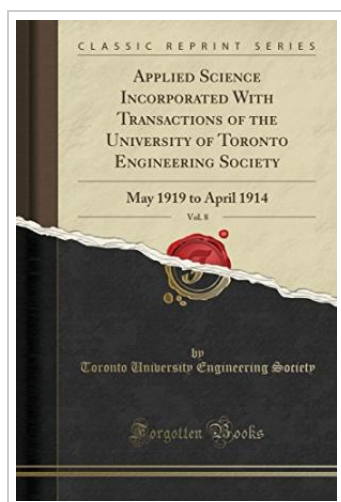 CLASSIC REPRINT SERIES
APPLIED SCIENCE
INCORPORATED WITH
TRANSACTIONS OF THE
UNIVERSITY OF TORONTO
ENGINEERING SOCIETY
May 1919 to April 1914
Vol. 8
by
Toronto University Engineering Society
Forgotten Books